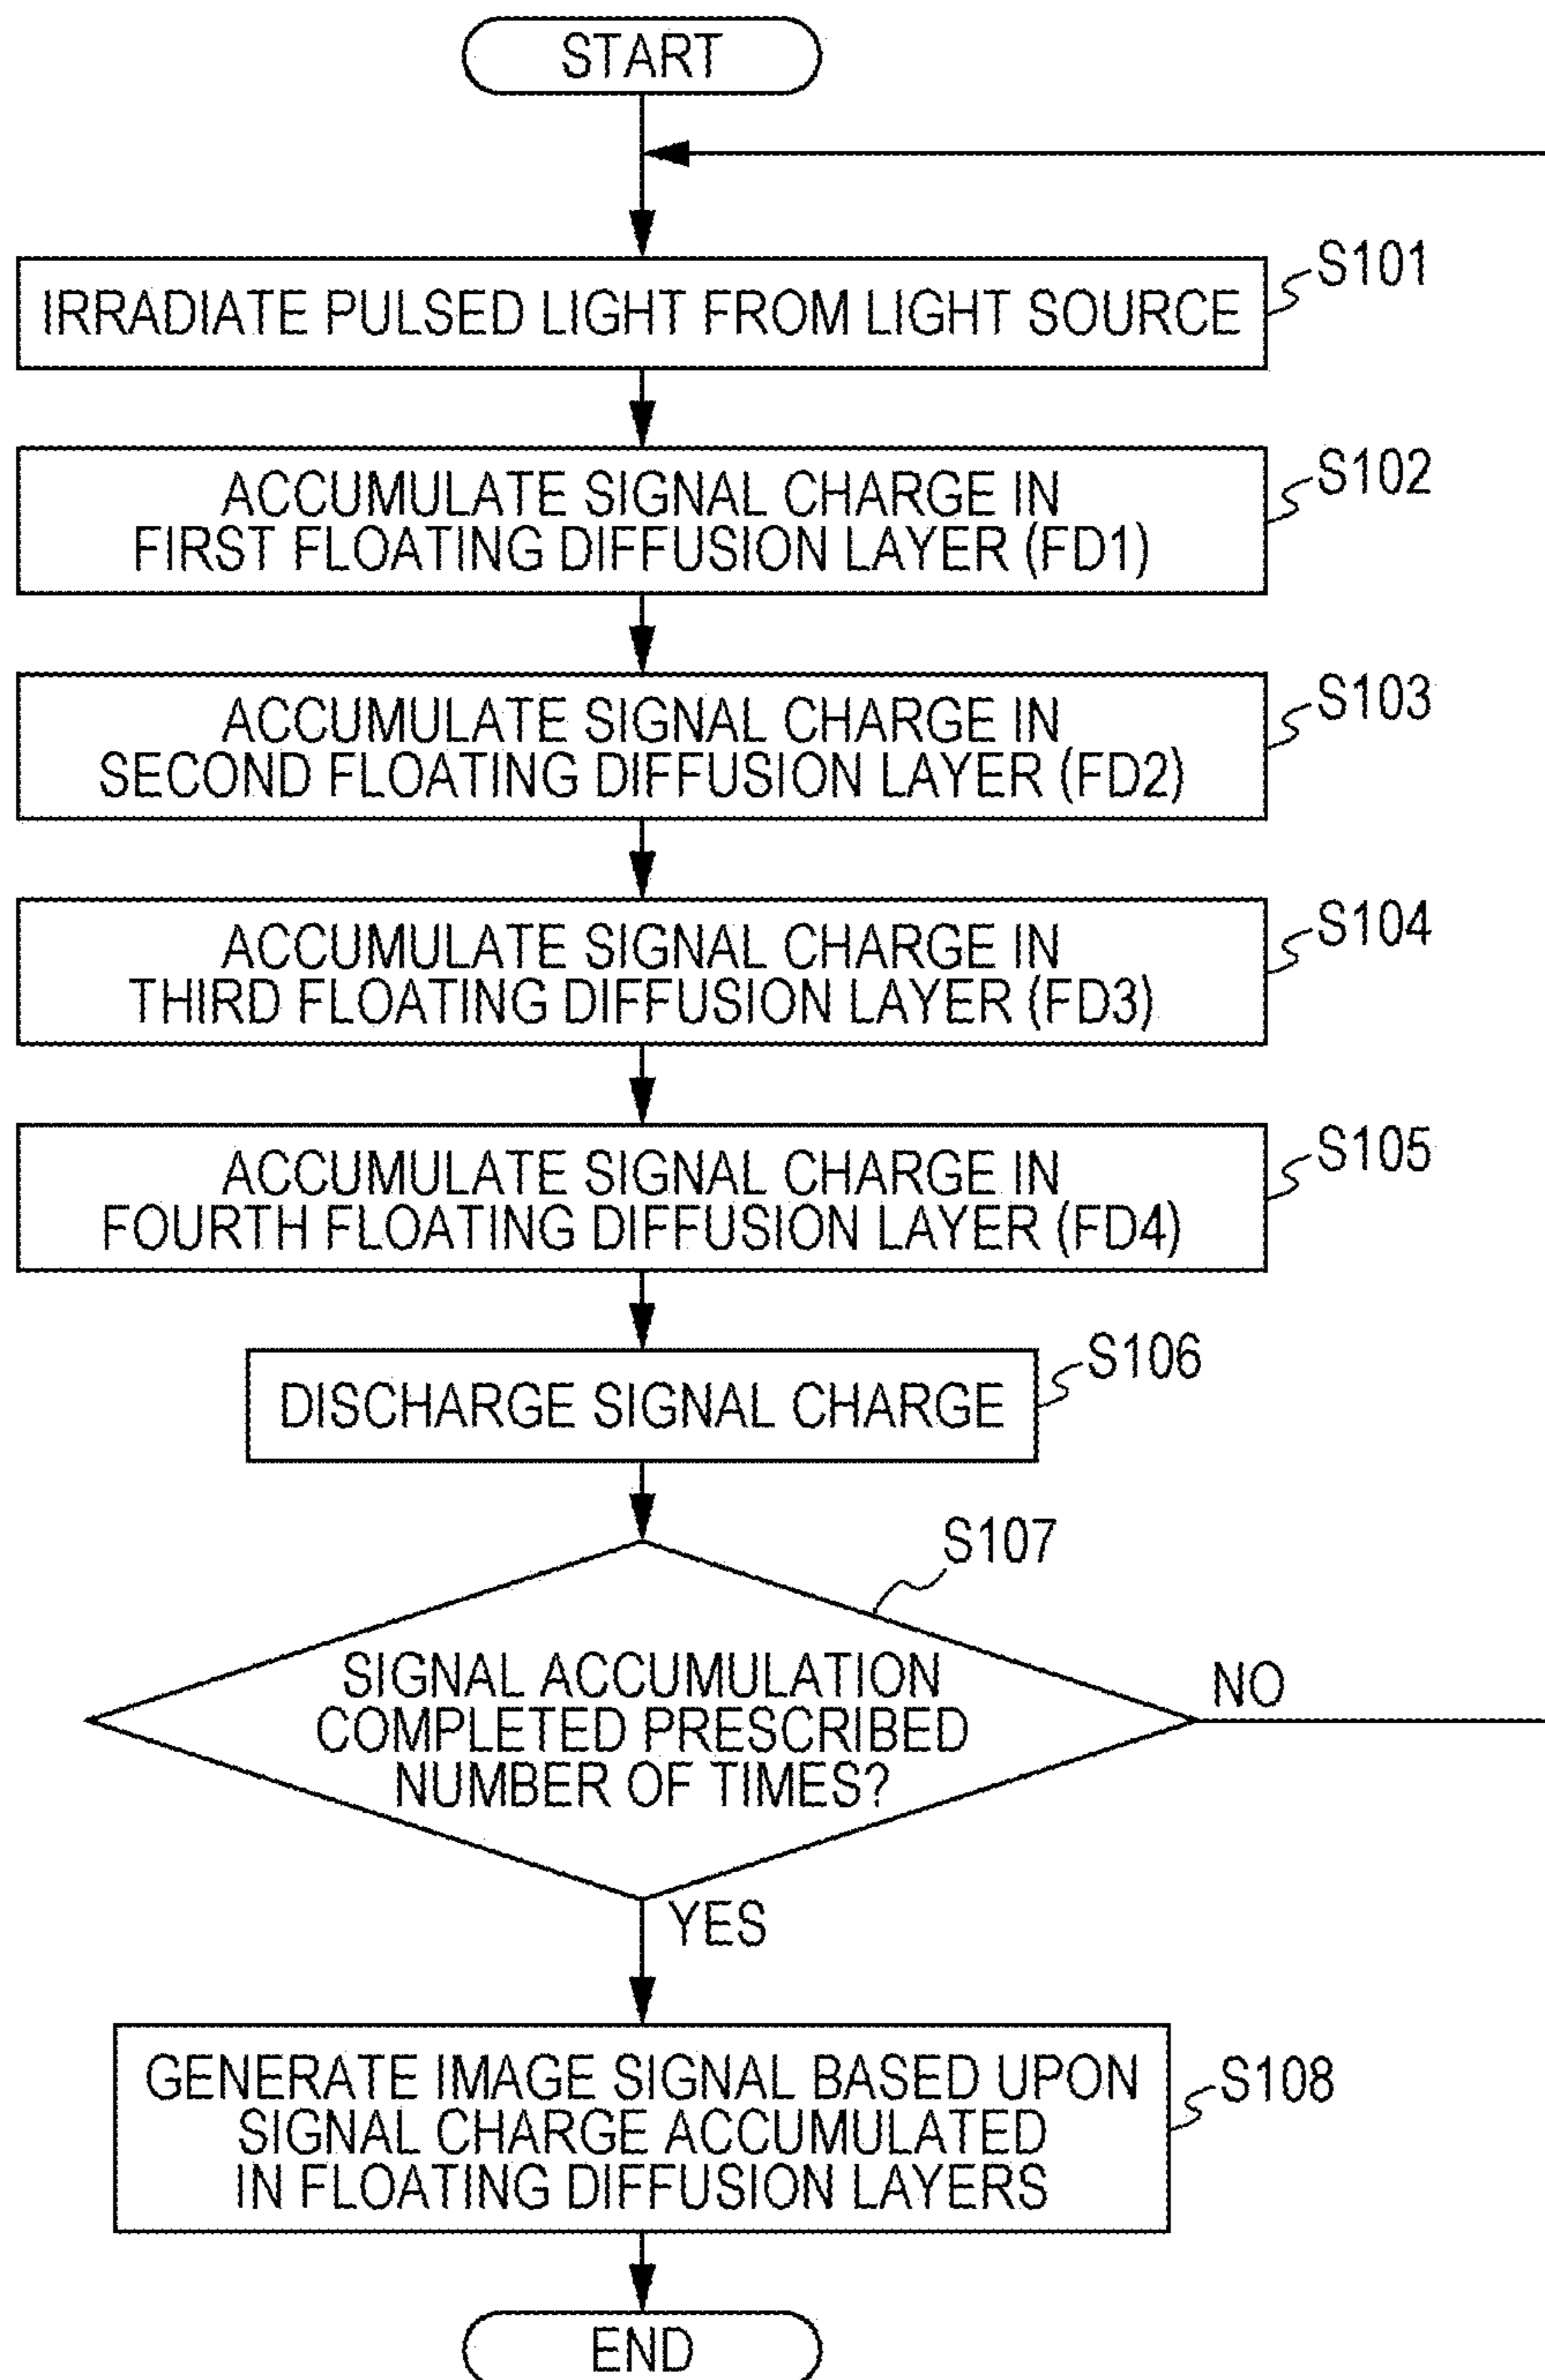 START
IRRADIATE PULSED LIGHT FROM LIGHT SOURCE
S101
ACCUMULATE SIGNAL CHARGE IN
FIRST FLOATING DIFFUSION LAYER (FD1)
S102
ACCUMULATE SIGNAL CHARGE IN
SECOND FLOATING DIFFUSION LAYER (FD2)
S103
ACCUMULATE SIGNAL CHARGE IN
THIRD FLOATING DIFFUSION LAYER (FD3)
S104
ACCUMULATE SIGNAL CHARGE IN
FOURTH FLOATING DIFFUSION LAYER (FD4)
S105
DISCHARGE SIGNAL CHARGE
S106
S107
SIGNAL ACCUMULATION
COMPLETED PRESCRIBED
NUMBER OF TIMES?
NO
YES
GENERATE IMAGE SIGNAL BASED UPON
SIGNAL CHARGE ACCUMULATED
IN FLOATING DIFFUSION LAYERS
S108
END